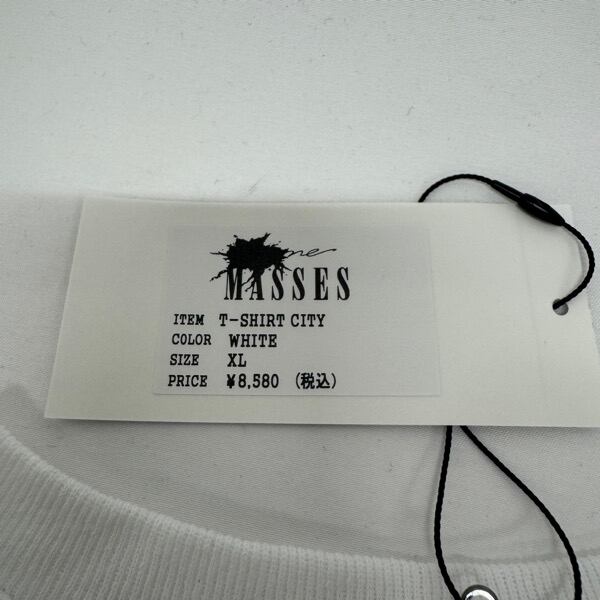 MASSES
ITEM T-SHIRT CITY
COLOR WHITE
SIZE XL
PRICE ¥8,580 (税込)